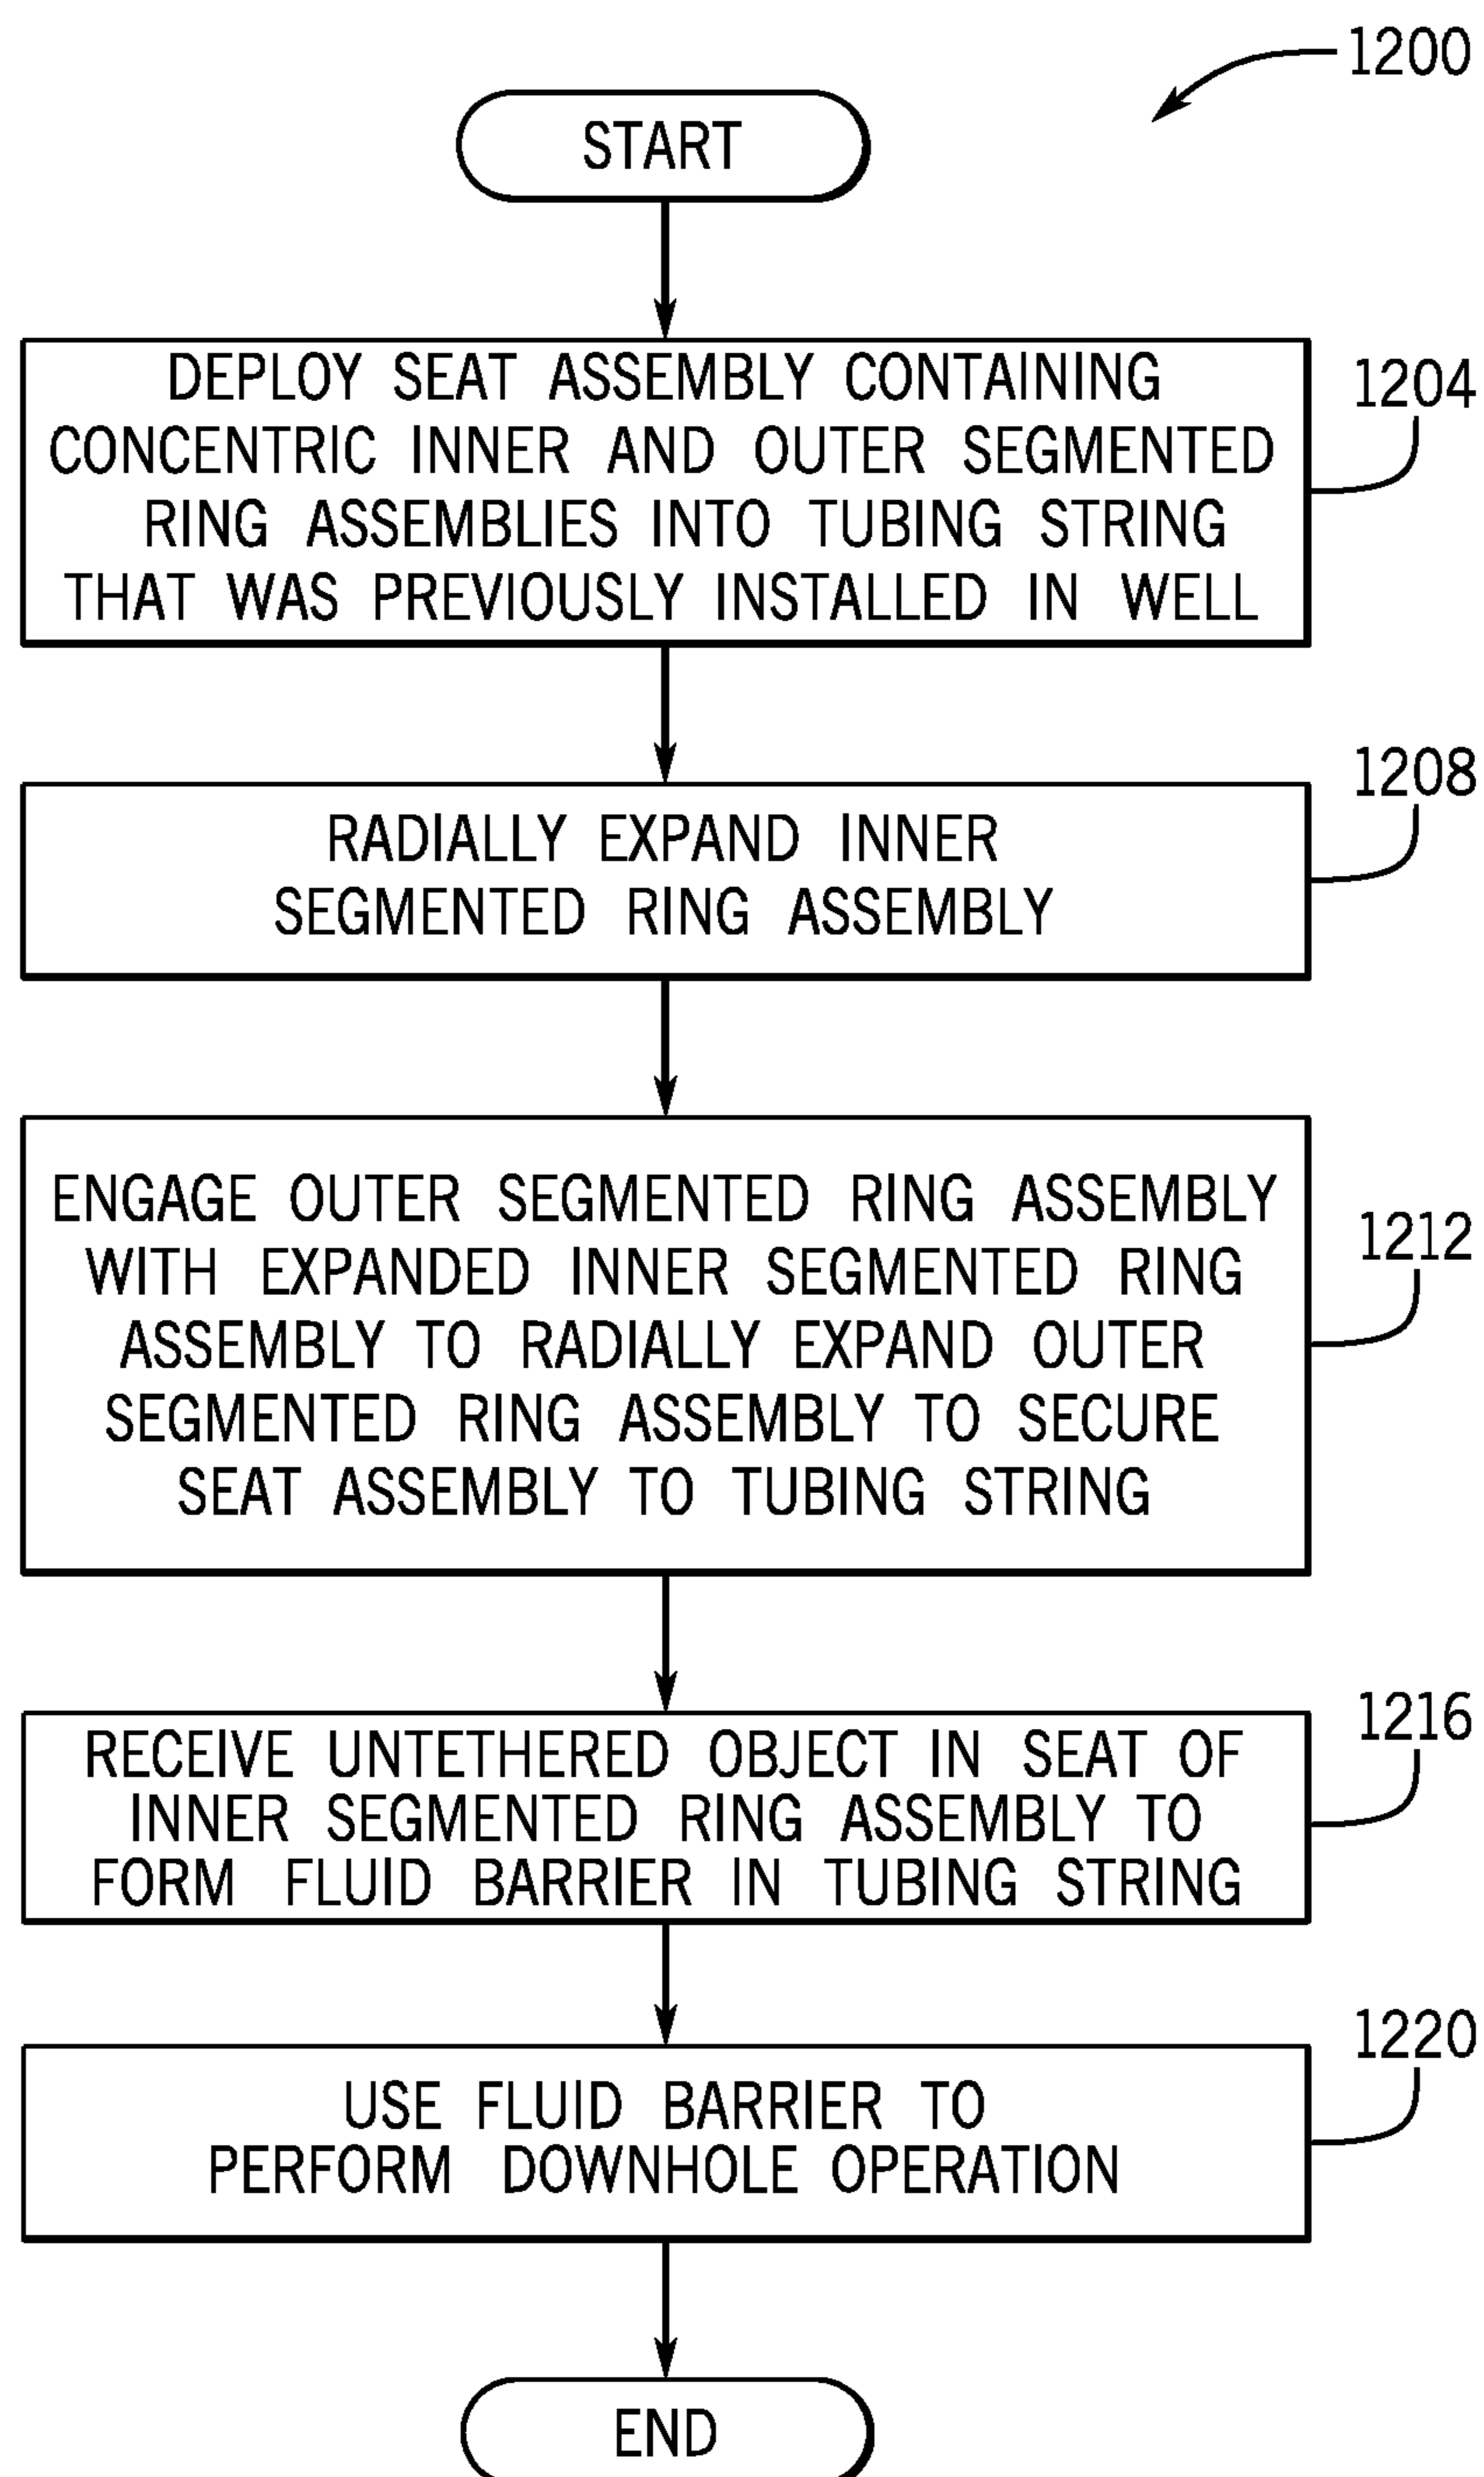 1200
START
DEPLOY SEAT ASSEMBLY CONTAINING
CONCENTRIC INNER AND OUTER SEGMENTED
RING ASSEMBLIES INTO TUBING STRING
THAT WAS PREVIOUSLY INSTALLED IN WELL
1204
RADIALLY EXPAND INNER
SEGMENTED RING ASSEMBLY
1208
ENGAGE OUTER SEGMENTED RING ASSEMBLY
WITH EXPANDED INNER SEGMENTED RING
ASSEMBLY TO RADIALLY EXPAND OUTER
SEGMENTED RING ASSEMBLY TO SECURE
SEAT ASSEMBLY TO TUBING STRING
1212
RECEIVE UNTETHERED OBJECT IN SEAT OF
INNER SEGMENTED RING ASSEMBLY TO
FORM FLUID BARRIER IN TUBING STRING
1216
USE FLUID BARRIER TO
PERFORM DOWNHOLE OPERATION
1220
END